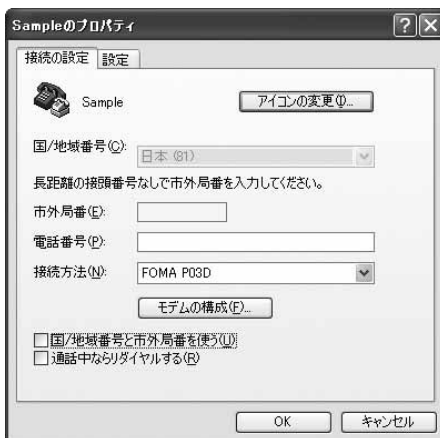 Sampleのプロパティ
接続の設定 設定
Sample
アイコンの変更(I)...
国/地域番号(C):
日本 (81)
長距離の接頭番号なしで市外局番を入力してください。
市外局番(E):
電話番号(P):
接続方法(N): FOMA P03D
モデムの構成(F)...
国/地域番号と市外局番を使う(U)
通話中ならリダイヤルする(R)
OK キャンセル